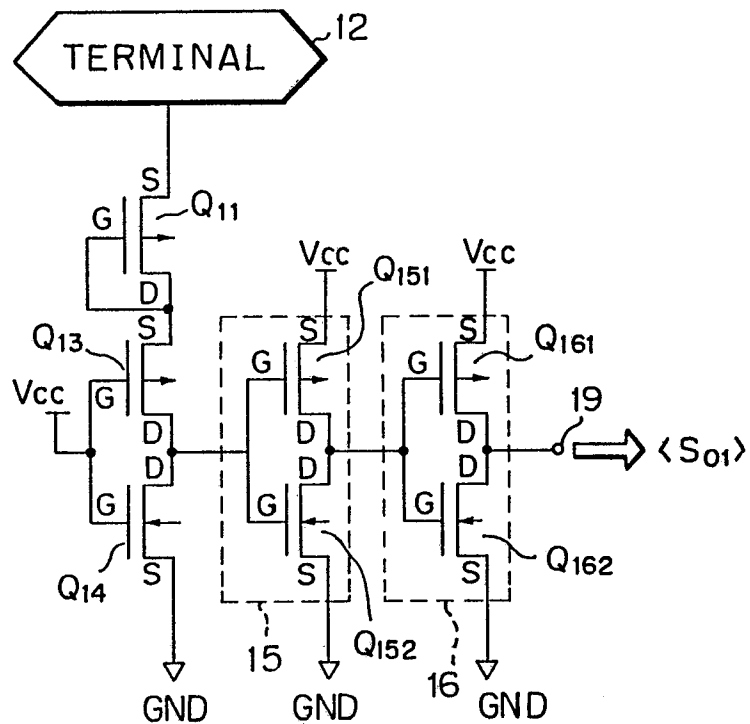 TERMINAL
12
S
Q11
G
D
Vcc
Q151
Vcc
Q13
S
S
S
Q161
Vcc
G
G
G
19
D
D
D
<S01>
D
D
D
G
G
G
Q14
S
S
S
Q162
15
Q152
16
GND
GND
GND